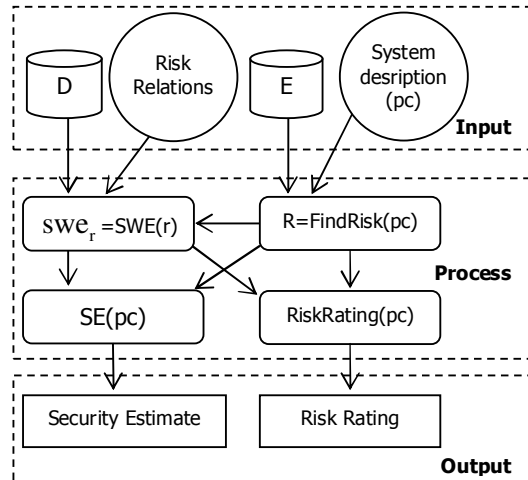 D
Risk
Relations
E
System
desription
(pc)
Input
swe_r =SWE(r)
R=FindRisk(pc)
Process
SE(pc)
RiskRating(pc)
Security Estimate
Risk Rating
Output